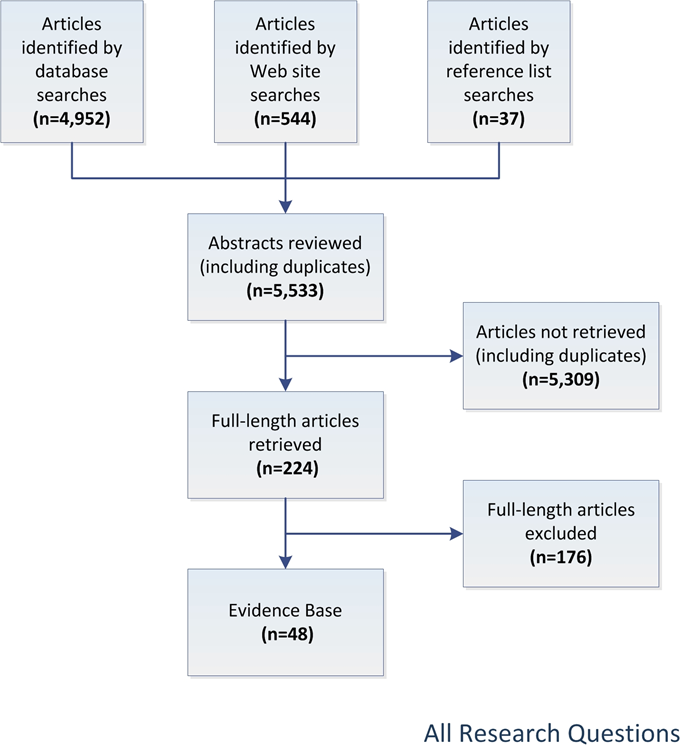 Articles
identified by
database
searches
(n=4,952)
Articles
identified by
Web site
searches
(n=544)
Articles
identified by
reference list
searches
(n=37)
Abstracts reviewed
(including duplicates)
(n=5,533)
Articles not retrieved
(including duplicates)
(n=5,309)
Full-length articles
retrieved
(n=224)
Full-length articles
excluded
(n=176)
Evidence Base
(n=48)
All Research Questions